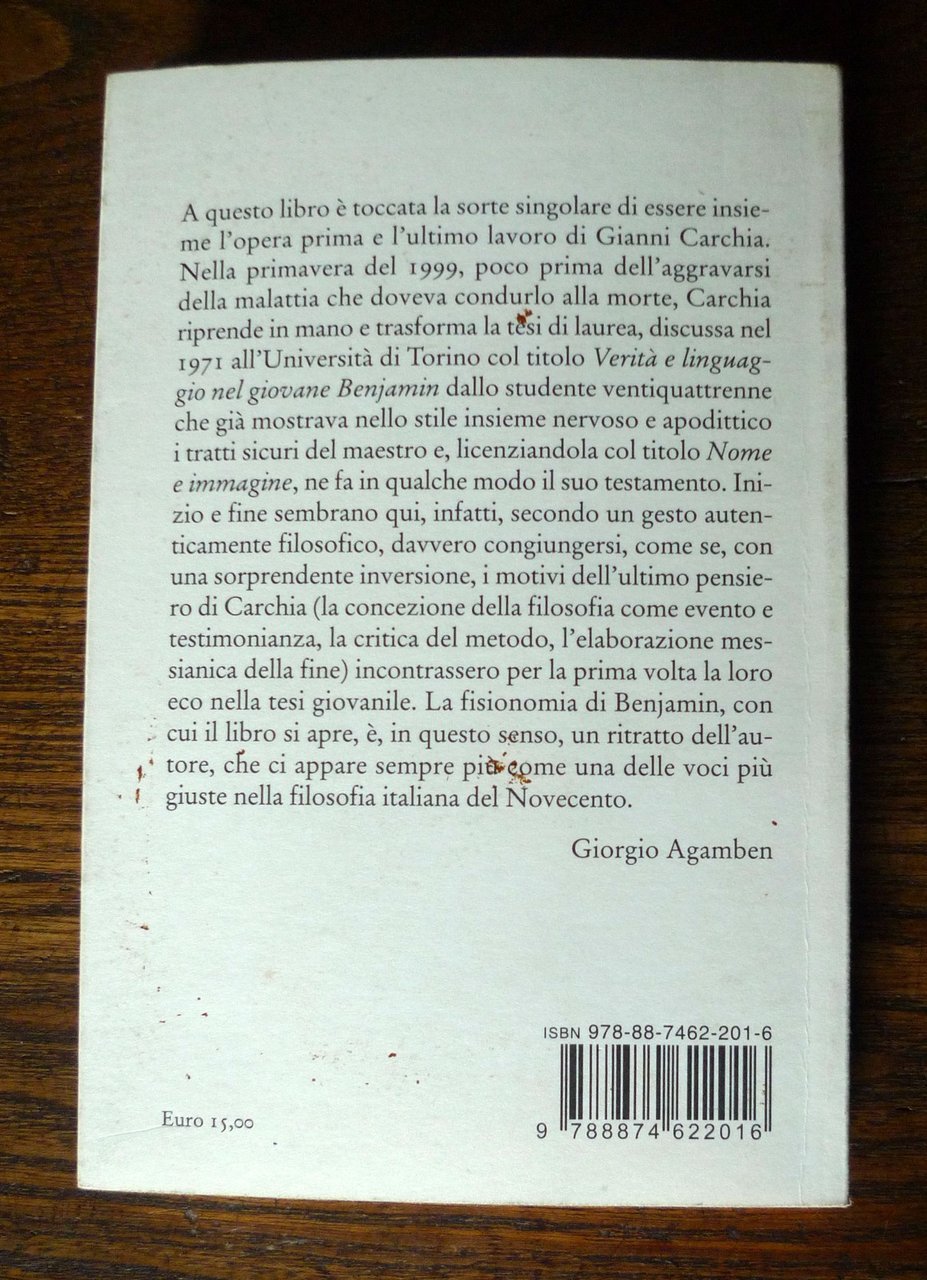 A questo libro è toccata la sorte singolare di essere insie-
me l'opera prima e l'ultimo lavoro di Gianni Carchia.
Nella primavera del 1999, poco prima dell'aggravarsi
della malattia che doveva condurlo alla morte, Carchia
riprende in mano e trasforma la tesi di laurea, discussa nel
1971 all'Università di Torino col titolo Verità e linguag-
gio nel giovane Benjamin dallo studente ventiquattrenne
che già mostrava nello stile insieme nervoso e apodittico
i tratti sicuri del maestro e, licenziandola col titolo Nome
e immagine, ne fa in qualche modo il suo testamento. Ini-
zio e fine sembrano qui, infatti, secondo un gesto auten-
ticamente filosofico, davvero congiungersi, come se, con
una sorprendente inversione, i motivi dell'ultimo pensie-
ro di Carchia (la concezione della filosofia come evento e
testimonianza, la critica del metodo, l'elaborazione mes-
sianica della fine) incontrassero per la prima volta la loro
eco nella tesi giovanile. La fisionomia di Benjamin, con
cui il libro si apre, è, in questo senso, un ritratto dell'au-
tore, che ci appare sempre più come una delle voci più
giuste nella filosofia italiana del Novecento.
Giorgio Agamben
ISBN 978-88-7462-201-6
Euro 15,00
9 788874 622016